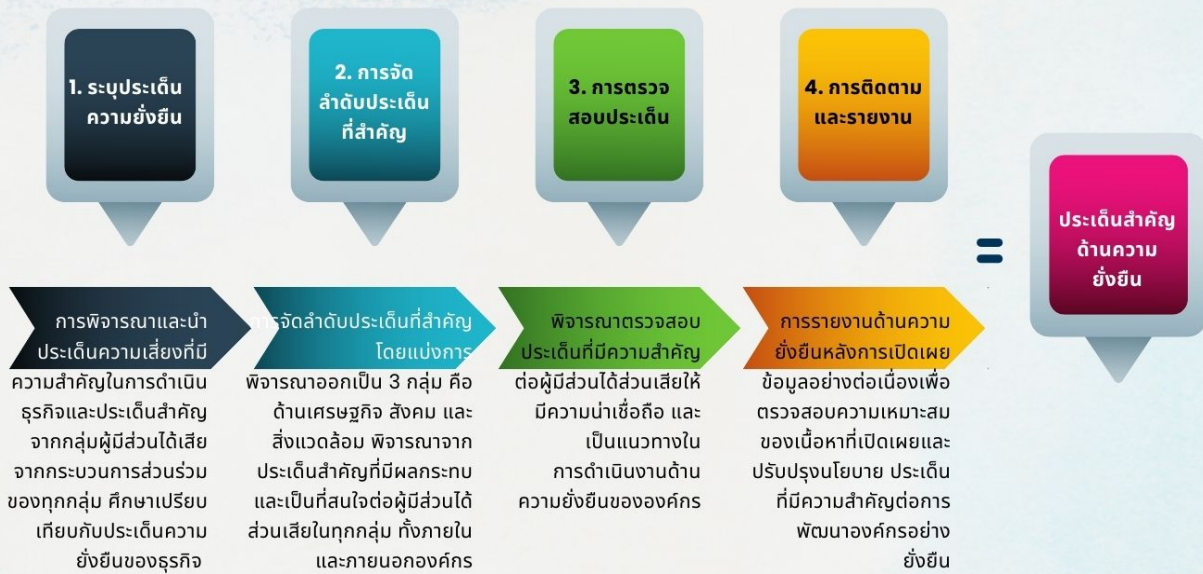 1. ระบุประเด็น
ความยั่งยืน
2. การจัด
ลำดับประเด็น
ที่สำคัญ
3. การตรวจ
สอบประเด็น
4. การติดตาม
และรายงาน
=
ประเด็นสำคัญ
ด้านความ
ยั่งยืน
การพิจารณาและนำ
ประเด็นความเสี่ยงที่มี
ความสำคัญในการดำเนิน
ธุรกิจและประเด็นสำคัญ
จากกลุ่มผู้มีส่วนได้เสีย
จากกระบวนการส่วนร่วม
ของทุกกลุ่ม ศึกษาเปรียบ
เทียบกับประเด็นความ
ยั่งยืนของธุรกิจ
การจัดลำดับประเด็นที่สำคัญ
โดยแบ่งการ
พิจารณาออกเป็น 3 กลุ่ม คือ
ด้านเศรษฐกิจ สังคม และ
สิ่งแวดล้อม พิจารณาจาก
ประเด็นสำคัญที่มีผลกระทบ
และเป็นที่สนใจต่อผู้มีส่วนได้
ส่วนเสียในทุกกลุ่ม ทั้งภายใน
และภายนอกองค์กร
พิจารณาตรวจสอบ
ประเด็นที่มีความสำคัญ
ต่อผู้มีส่วนได้ส่วนเสียให้
มีความน่าเชื่อถือ และ
เป็นแนวทางใน
การดำเนินงานด้าน
ความยั่งยืนขององค์กร
การรายงานด้านความ
ยั่งยืนหลังการเปิดเผย
ข้อมูลอย่างต่อเนื่องเพื่อ
ตรวจสอบความเหมาะสม
ของเนื้อหาที่เปิดเผยและ
ปรับปรุงนโยบาย ประเด็น
ที่มีความสำคัญต่อการ
พัฒนาองค์กรอย่าง
ยั่งยืน